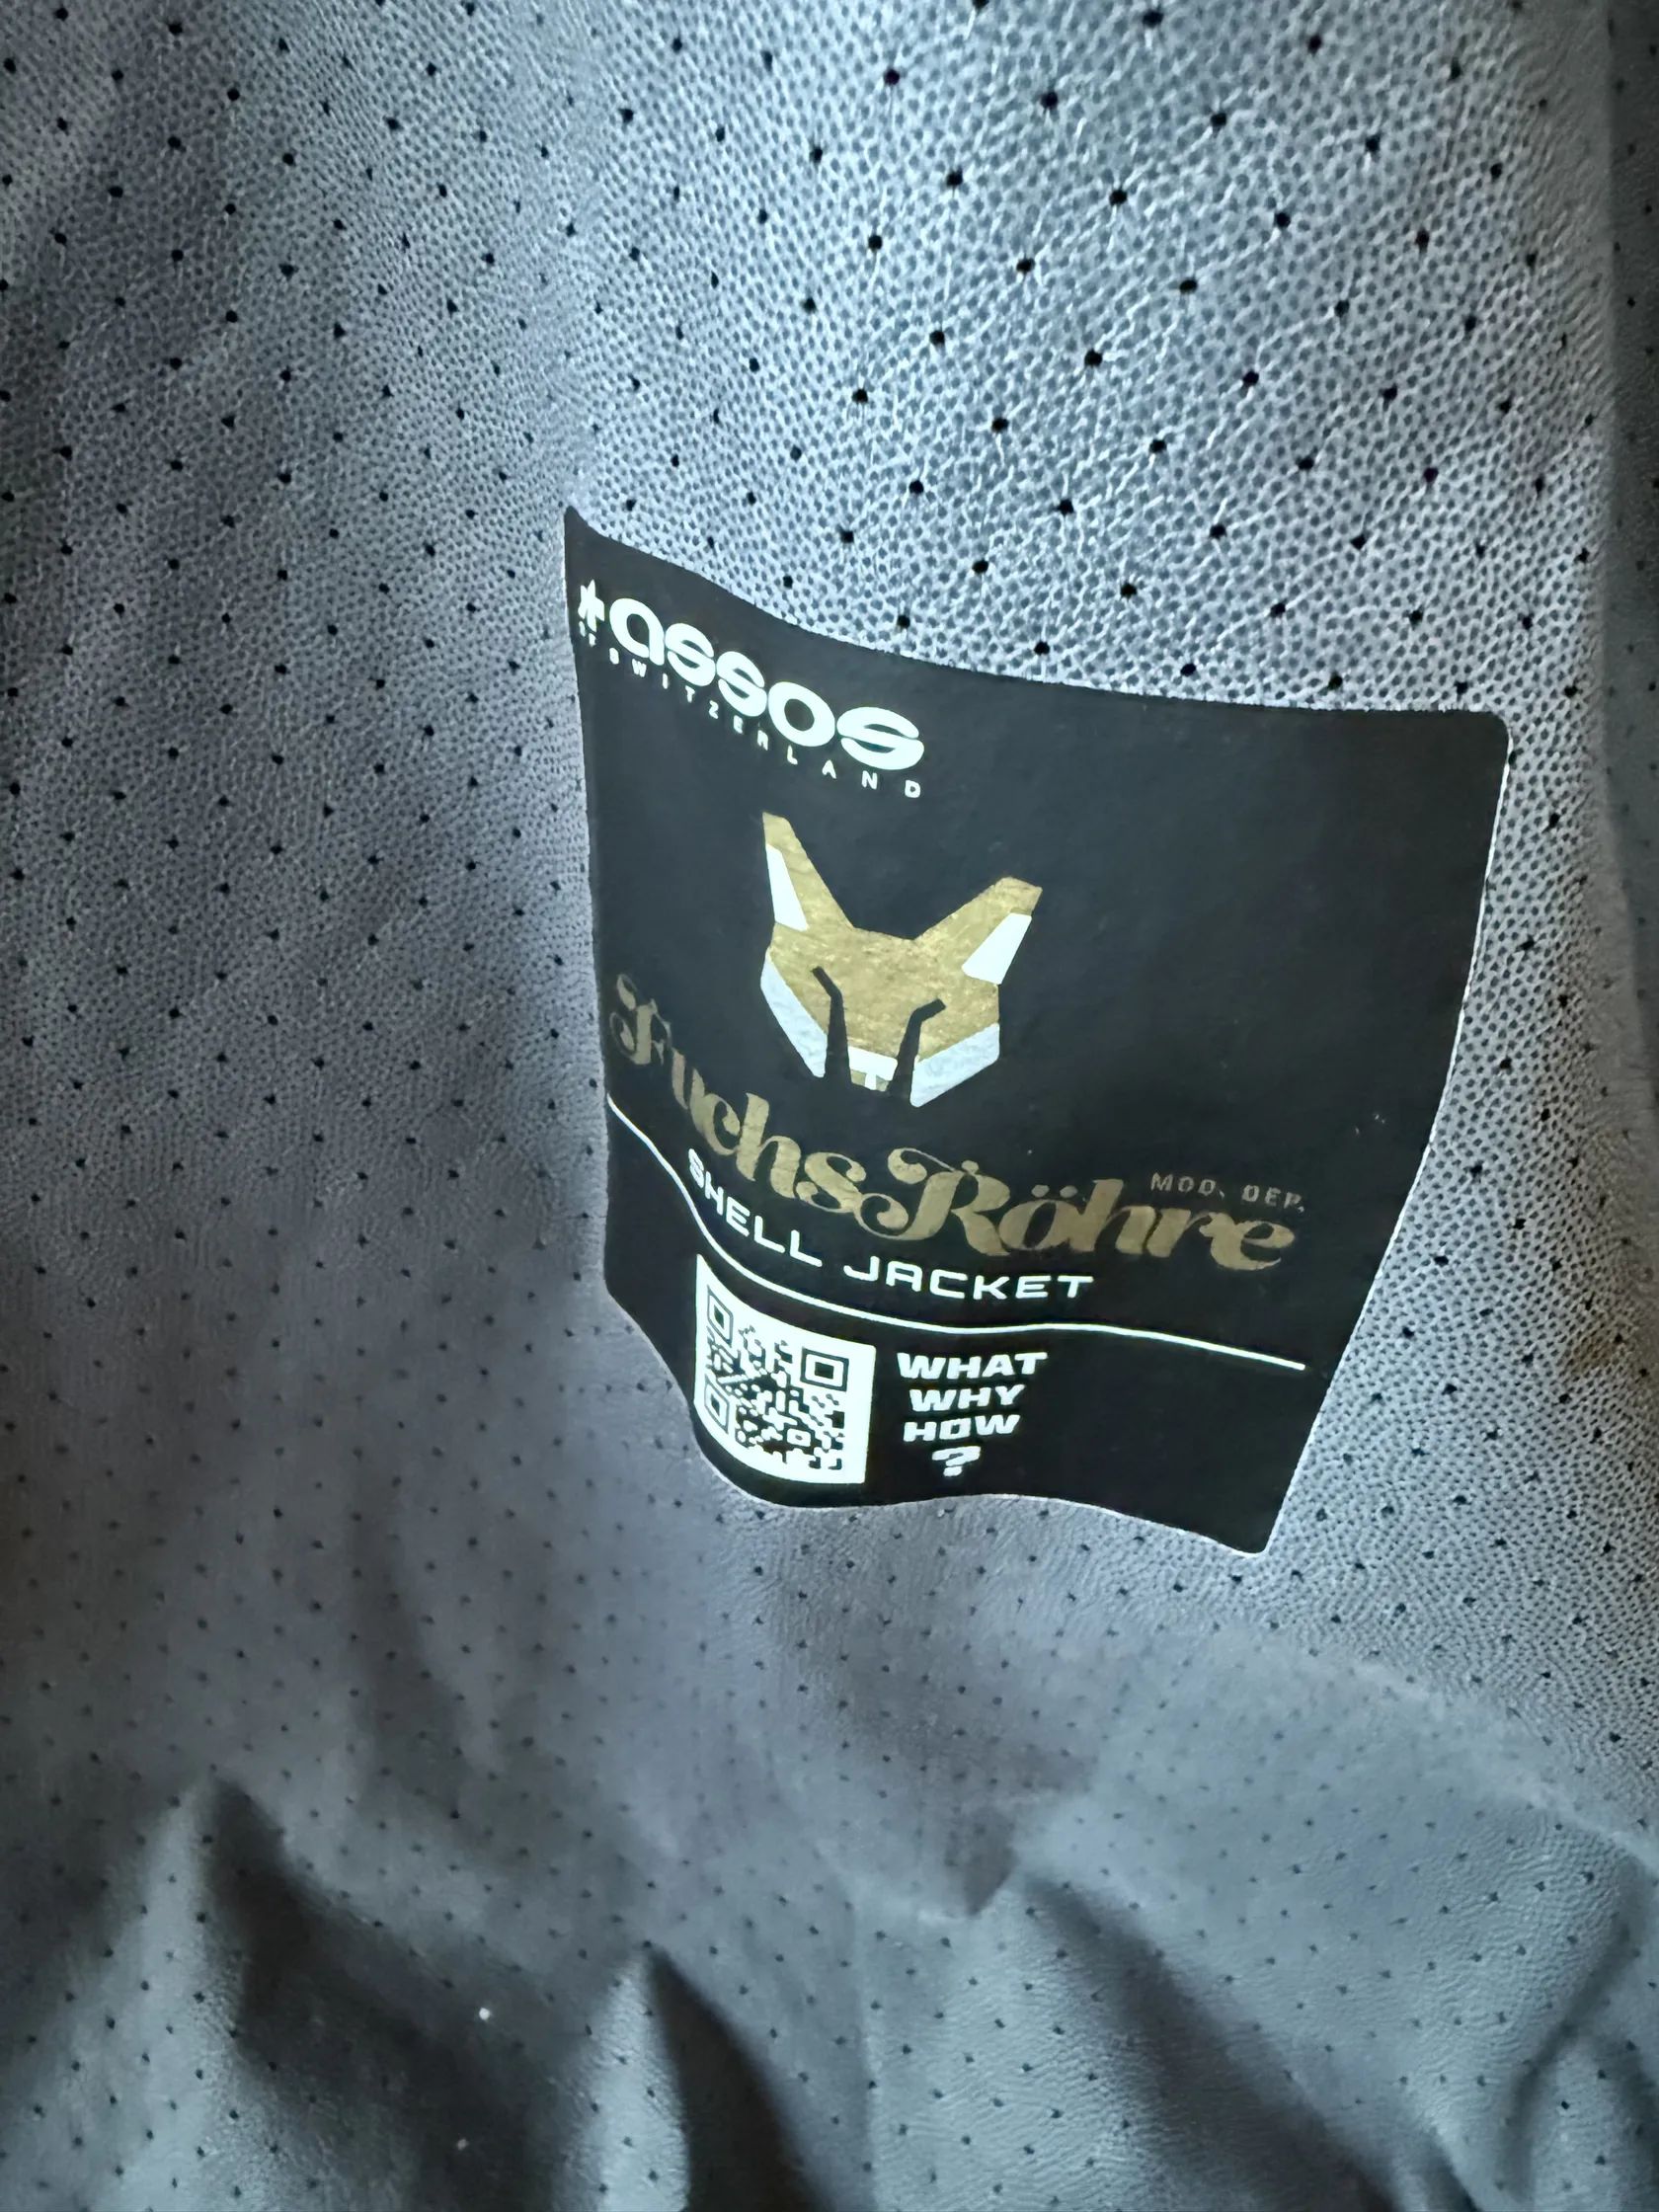 assos
OF SWITZERLAND
FuchsRöhre
MOD. DEP.
SHELL JACKET
WHAT
WHY
HOW
?